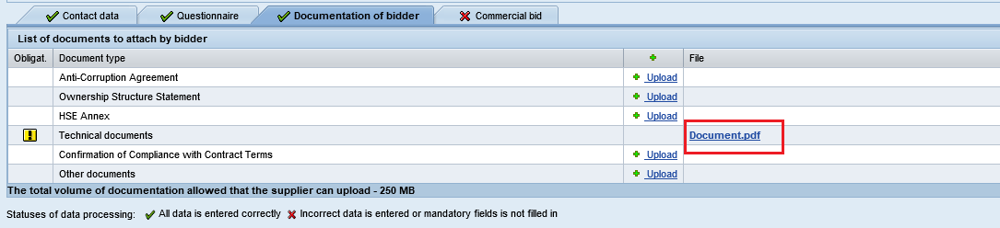 Contact data Questionnaire Documentation of bidder Commercial bid
List of documents to attach by bidder
Obligat. Document type File
Anti-Corruption Agreement Upload
Ownership Structure Statement Upload
HSE Annex Upload
Technical documents Document.pdf
Confirmation of Compliance with Contract Terms Upload
Other documents Upload
The total volume of documentation allowed that the supplier can upload - 250 MB
Statuses of data processing: All data is entered correctly Incorrect data is entered or mandatory fields is not filled in